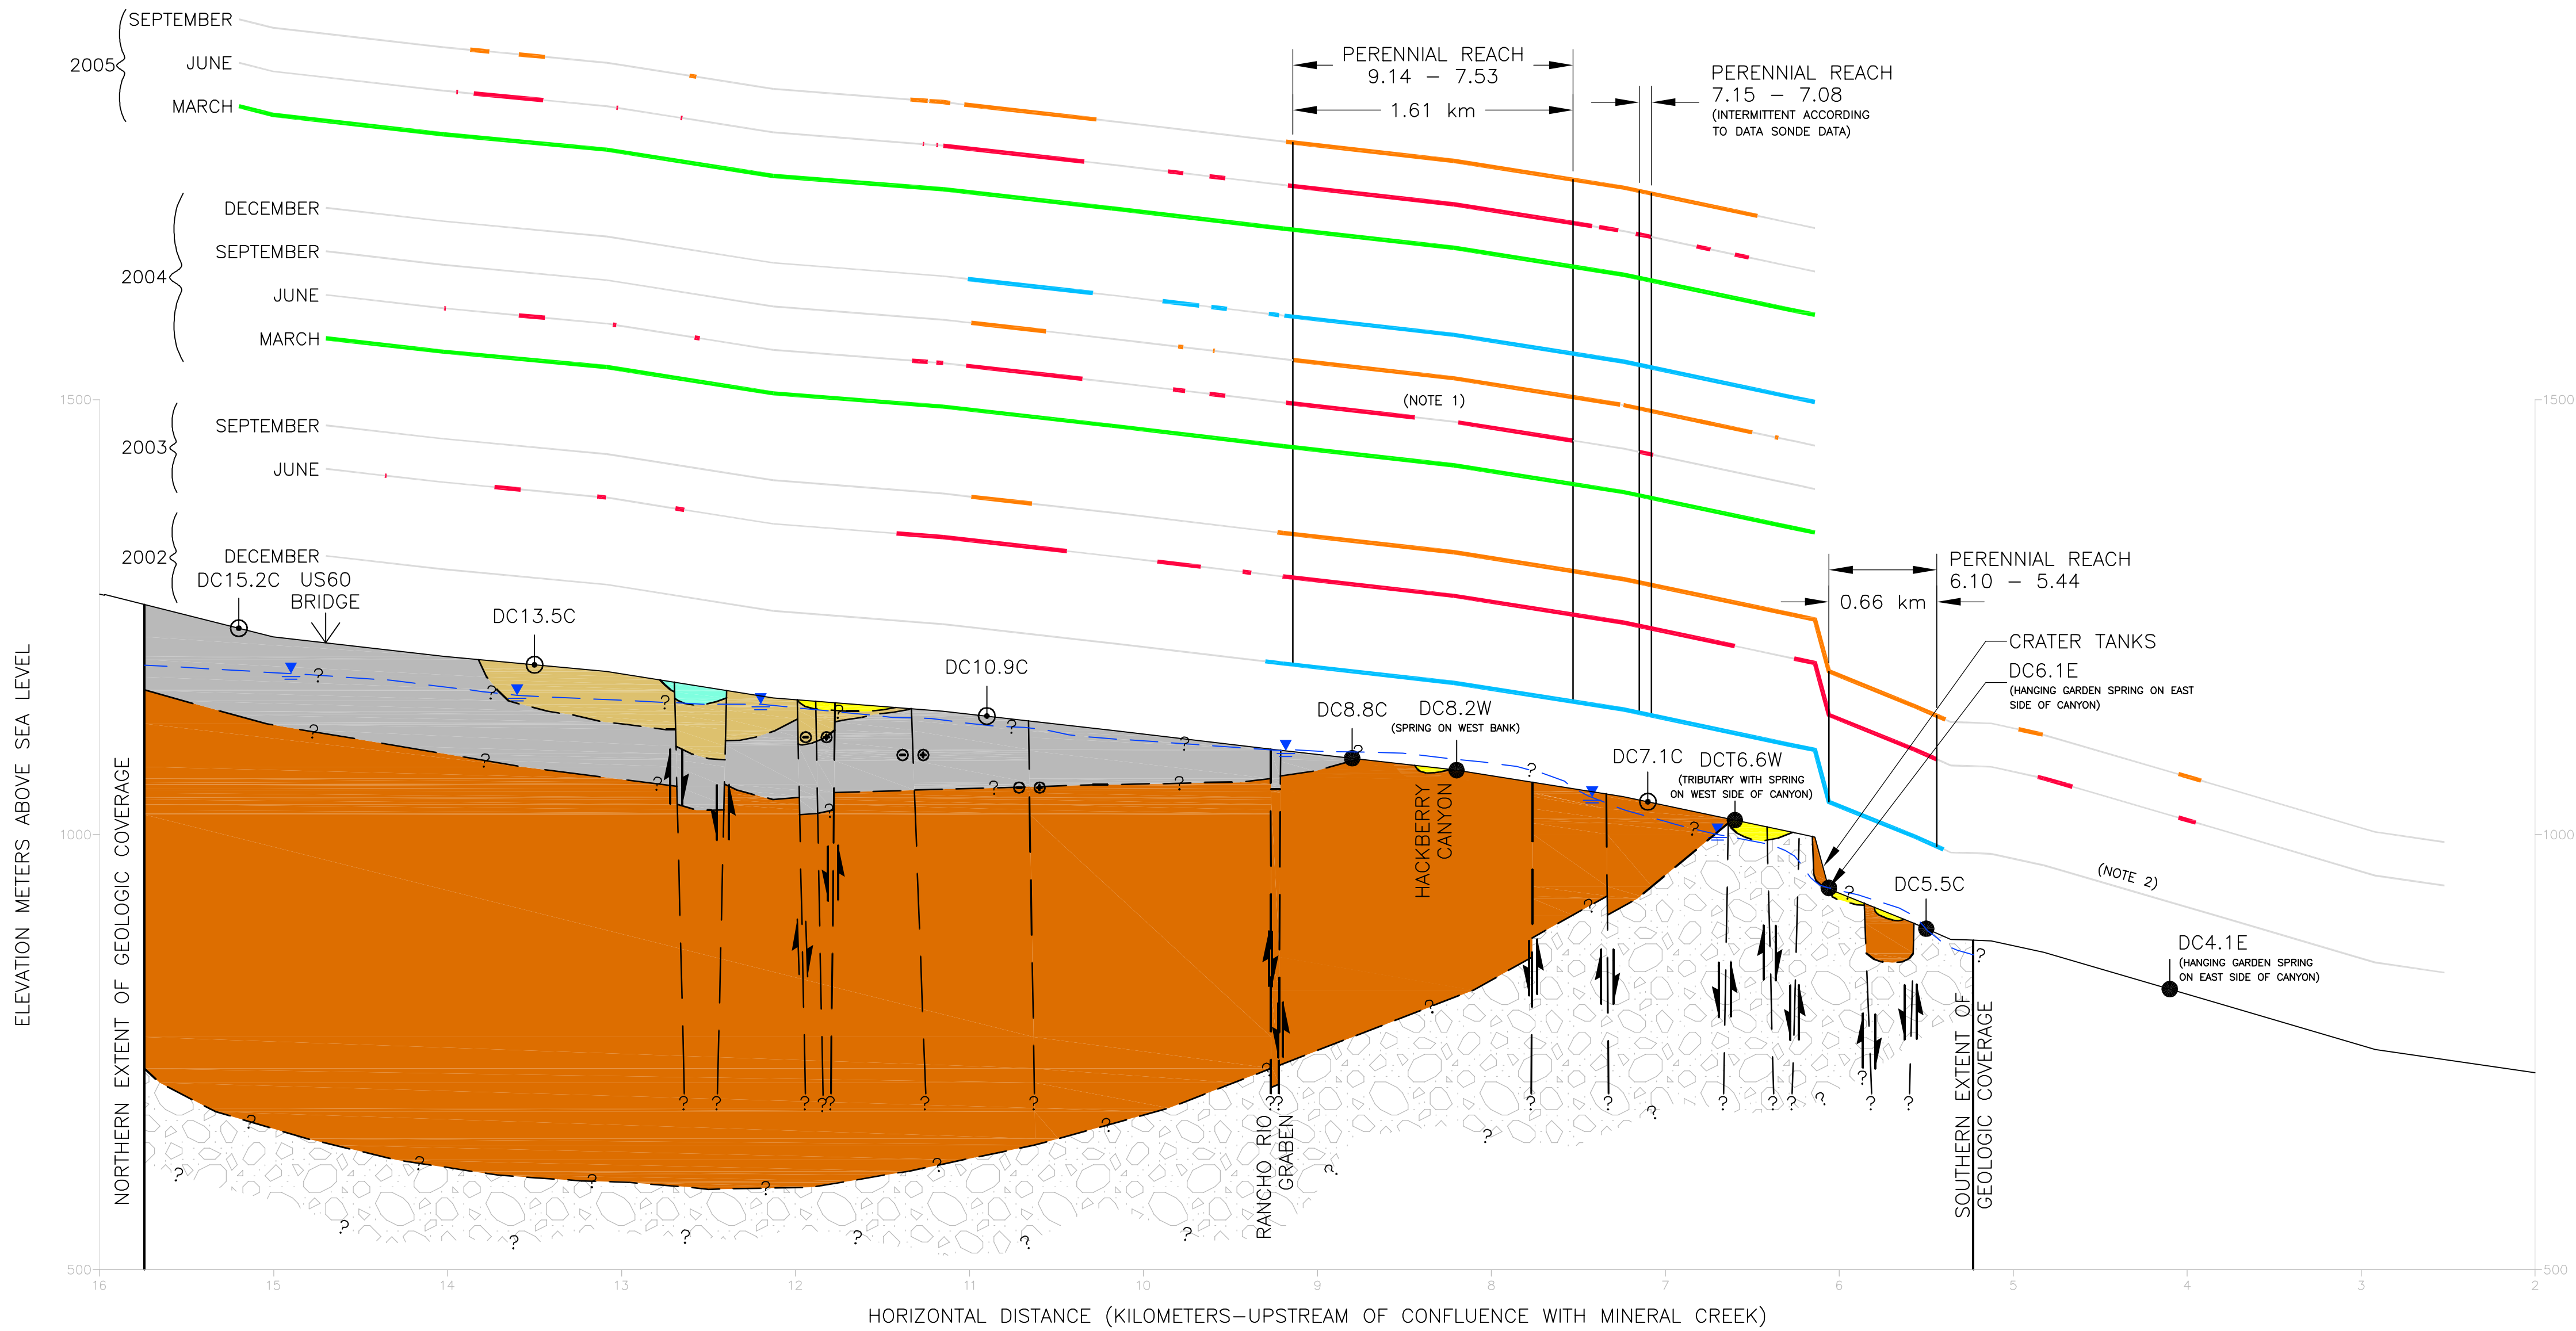 SEPTEMBER
2005
JUNE
MARCH
PERENNIAL REACH
9.14 – 7.53
1.61 km
PERENNIAL REACH
7.15 – 7.08
(INTERMITTENT ACCORDING
TO DATA SONDE DATA)
DECEMBER
SEPTEMBER
2004
JUNE
MARCH
(NOTE 1)
1500
1500
SEPTEMBER
2003
JUNE
2002
DECEMBER
PERENNIAL REACH
6.10 – 5.44
0.66 km
DC15.2C
US60
BRIDGE
DC13.5C
DC10.9C
DC8.8C
DC8.2W
(SPRING ON WEST BANK)
DC7.1C
DCT6.6W
(TRIBUTARY WITH SPRING
ON WEST SIDE OF CANYON)
CRATER TANKS
DC6.1E
(HANGING GARDEN SPRING ON EAST
SIDE OF CANYON)
HACKBERRY
CANYON
1000
1000
(NOTE 2)
DC5.5C
DC4.1E
(HANGING GARDEN SPRING
ON EAST SIDE OF CANYON)
ELEVATION METERS ABOVE SEA LEVEL
NORTHERN EXTENT OF GEOLOGIC COVERAGE
RANCHO RIO
GRABEN
SOUTHERN EXTENT OF
GEOLOGIC COVERAGE
500
500
16 15 14 13 12 11 10 9 8 7 6 5 4 3 2
HORIZONTAL DISTANCE (KILOMETERS–UPSTREAM OF CONFLUENCE WITH MINERAL CREEK)